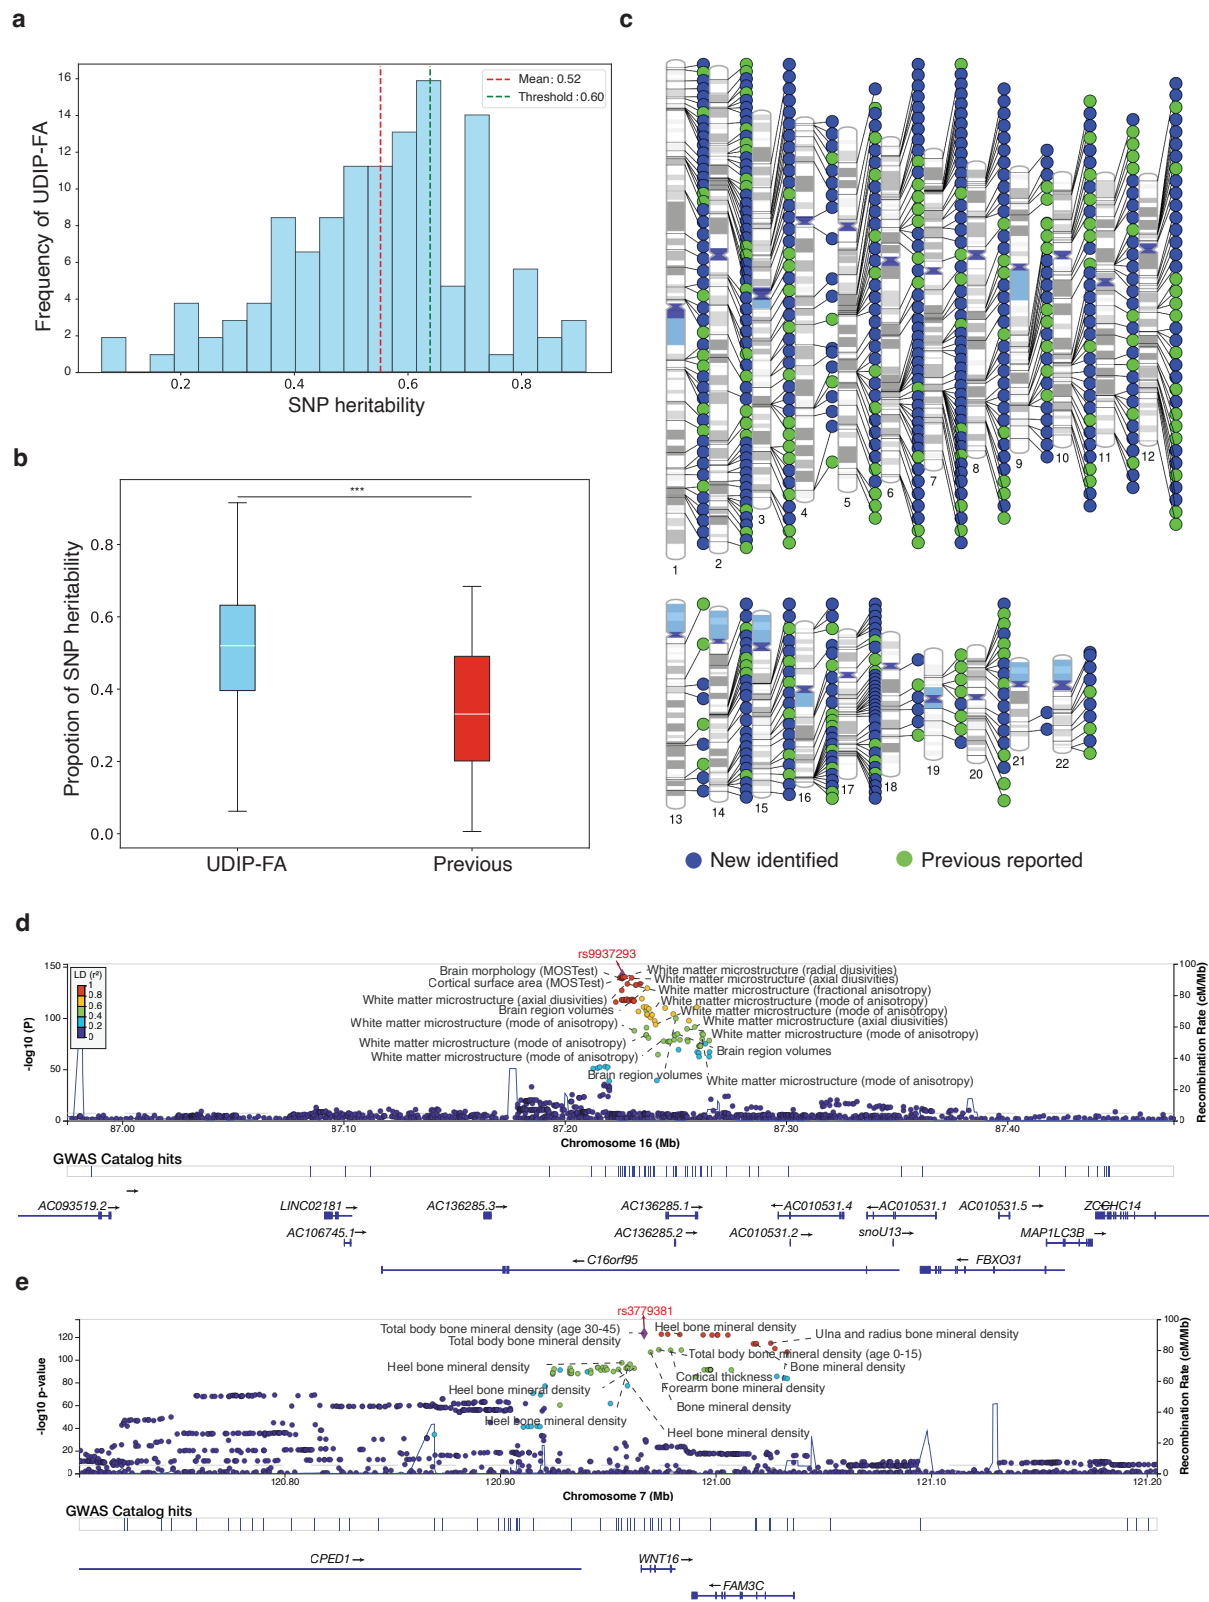 a
16
14
12
10
8
6
4
2
0
Frequency of UDIP-FA
0.2
0.4
0.6
0.8
SNP heritability
Mean: 0.52
Threshold: 0.60
b
***
0.8
0.6
0.4
0.2
0.0
Propotion of SNP heritability
UDIP-FA
Previous
c
1
2
3
4
5
6
7
8
9
10
11
12
13
14
15
16
17
18
19
20
21
22
New identified
Previous reported
d
rs9937293
150
100
50
0
-log10 (P)
LD (r²)
1
0.8
0.6
0.4
0.2
0
Brain morphology (MOSTest)
Cortical surface area (MOSTest)
White matter microstructure (axial diusivities)
Brain region volumes
White matter microstructure (mode of anisotropy)
White matter microstructure (mode of anisotropy)
White matter microstructure (mode of anisotropy)
Brain region volumes
White matter microstructure (radial diusivities)
White matter microstructure (axial diusivities)
White matter microstructure (fractional anisotropy)
White matter microstructure (mode of anisotropy)
White matter microstructure (mode of anisotropy)
White matter microstructure (axial diusivities)
White matter microstructure (mode of anisotropy)
Brain region volumes
White matter microstructure (mode of anisotropy)
100
80
60
40
20
0
Recombination Rate (cM/Mb)
87.00
87.10
87.20
87.30
87.40
Chromosome 16 (Mb)
GWAS Catalog hits
AC093519.2→
→
LINC02181 →
AC136285.3→
AC136285.1→
←AC010531.4
←AC010531.1
AC010531.5 →
ZCCHC14
AC106745.1→
AC136285.2→
AC010531.2→
snoU13→
MAP1LC3B →
←C16orf95
← FBXO31
e
rs3779381
120
100
80
60
40
20
0
-log10 p-value
Total body bone mineral density (age 30-45)
Total body bone mineral density
Heel bone mineral density
Heel bone mineral density
Heel bone mineral density
Heel bone mineral density
Ulna and radius bone mineral density
Total body bone mineral density (age 0-15)
Bone mineral density
Cortical thickness
Forearm bone mineral density
Bone mineral density
Heel bone mineral density
100
80
60
40
20
0
Recombination Rate (cM/Mb)
120.80
120.90
121.00
121.10
121.20
Chromosome 7 (Mb)
GWAS Catalog hits
CPED1→
WNT16→
←FAM3C